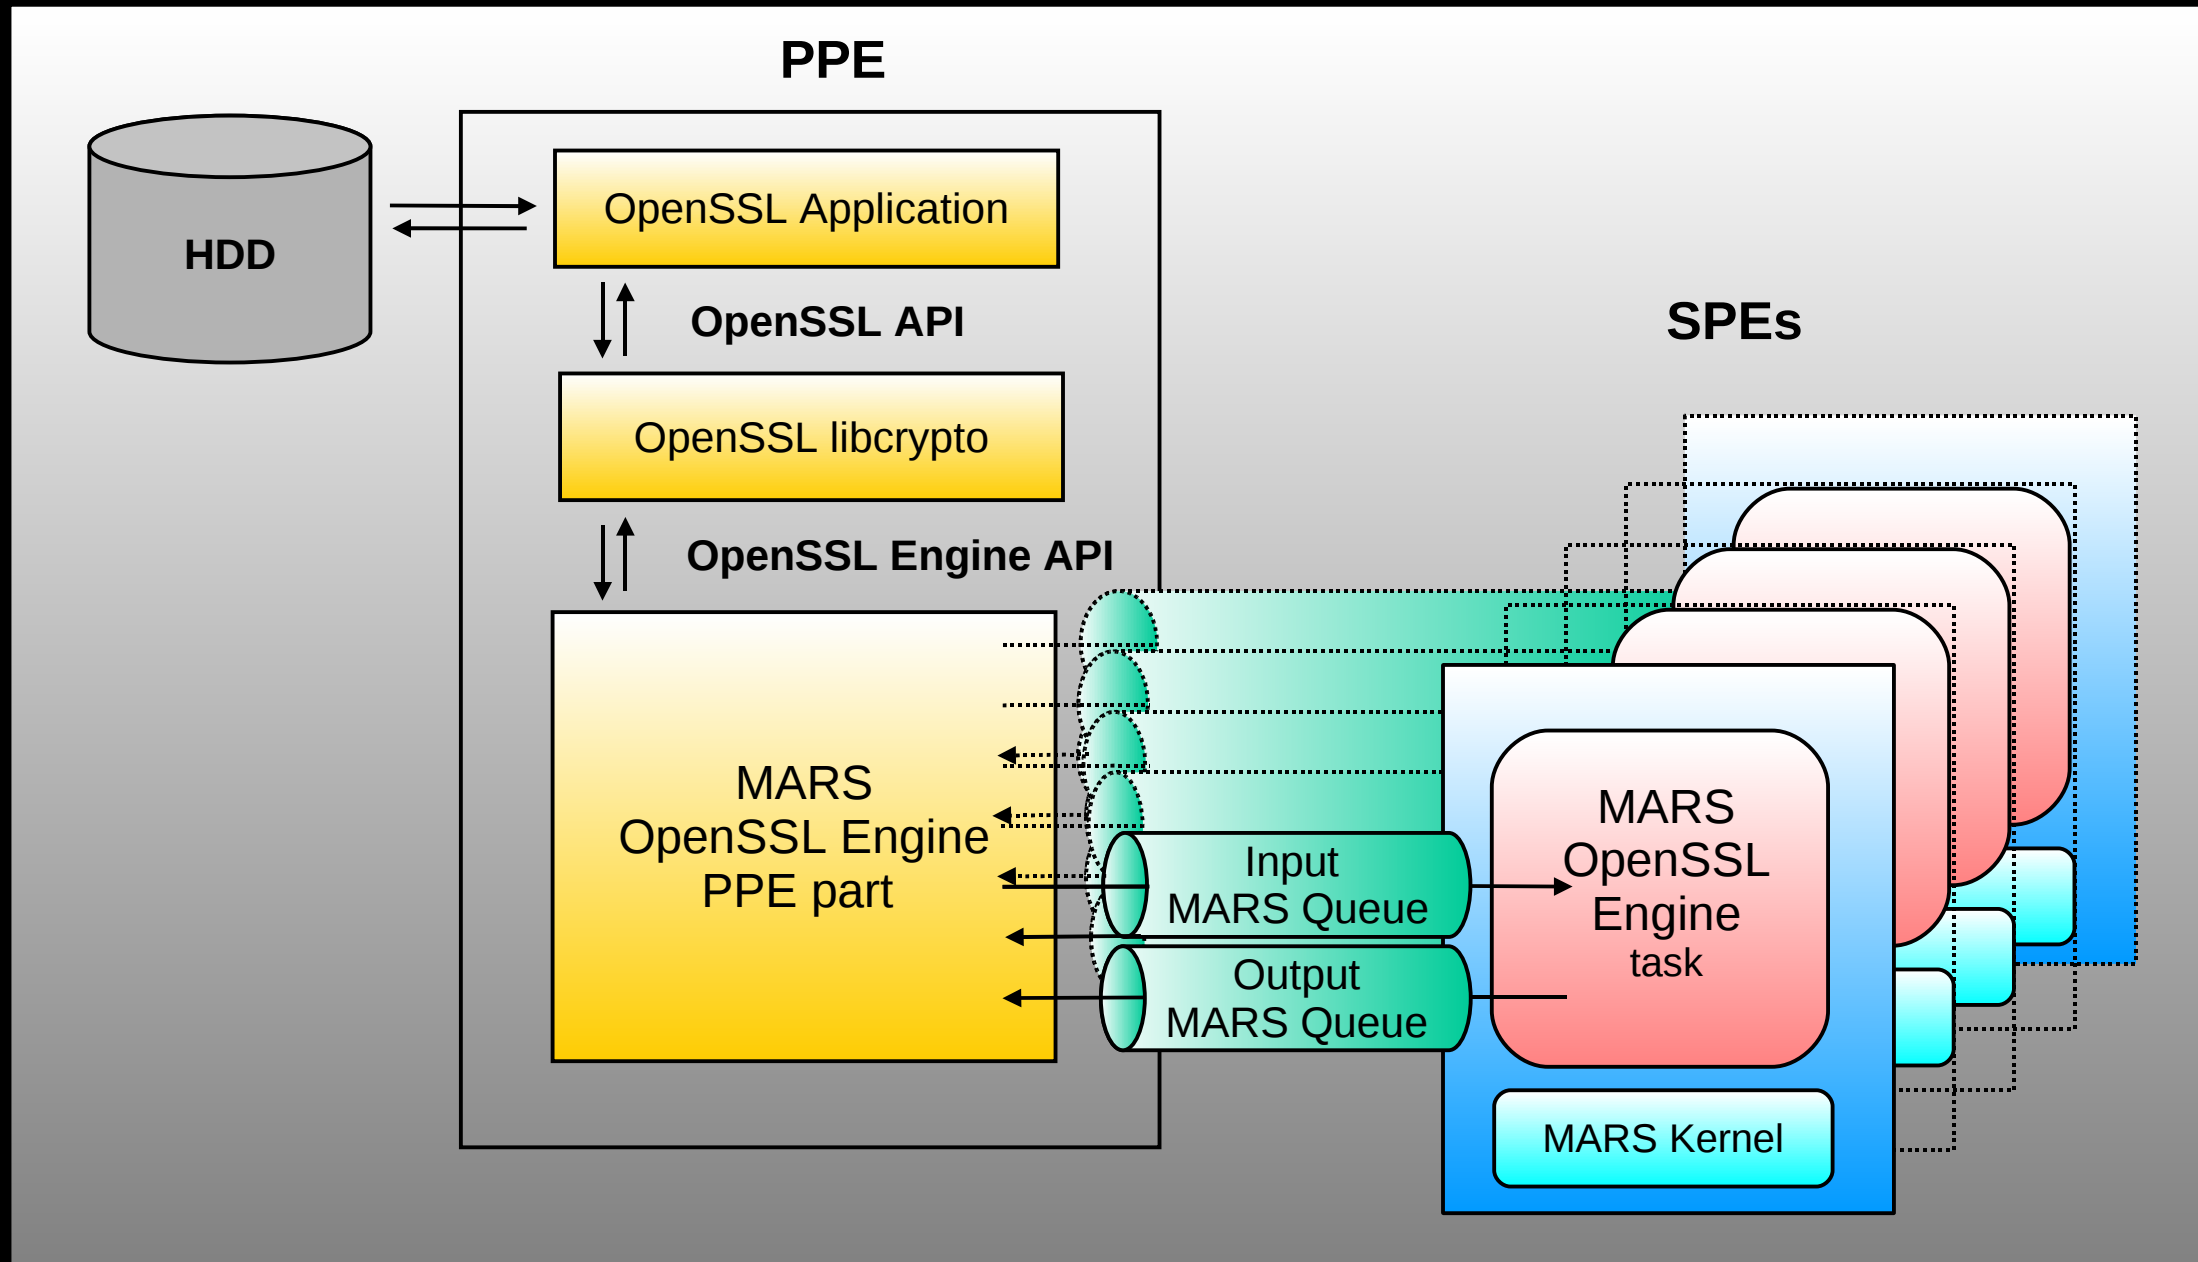 PPE
HDD
OpenSSL Application
OpenSSL API
OpenSSL libcrypto
OpenSSL Engine API
MARS
OpenSSL Engine
PPE part
SPEs
Input
MARS Queue
Output
MARS Queue
MARS
OpenSSL
Engine
task
MARS Kernel